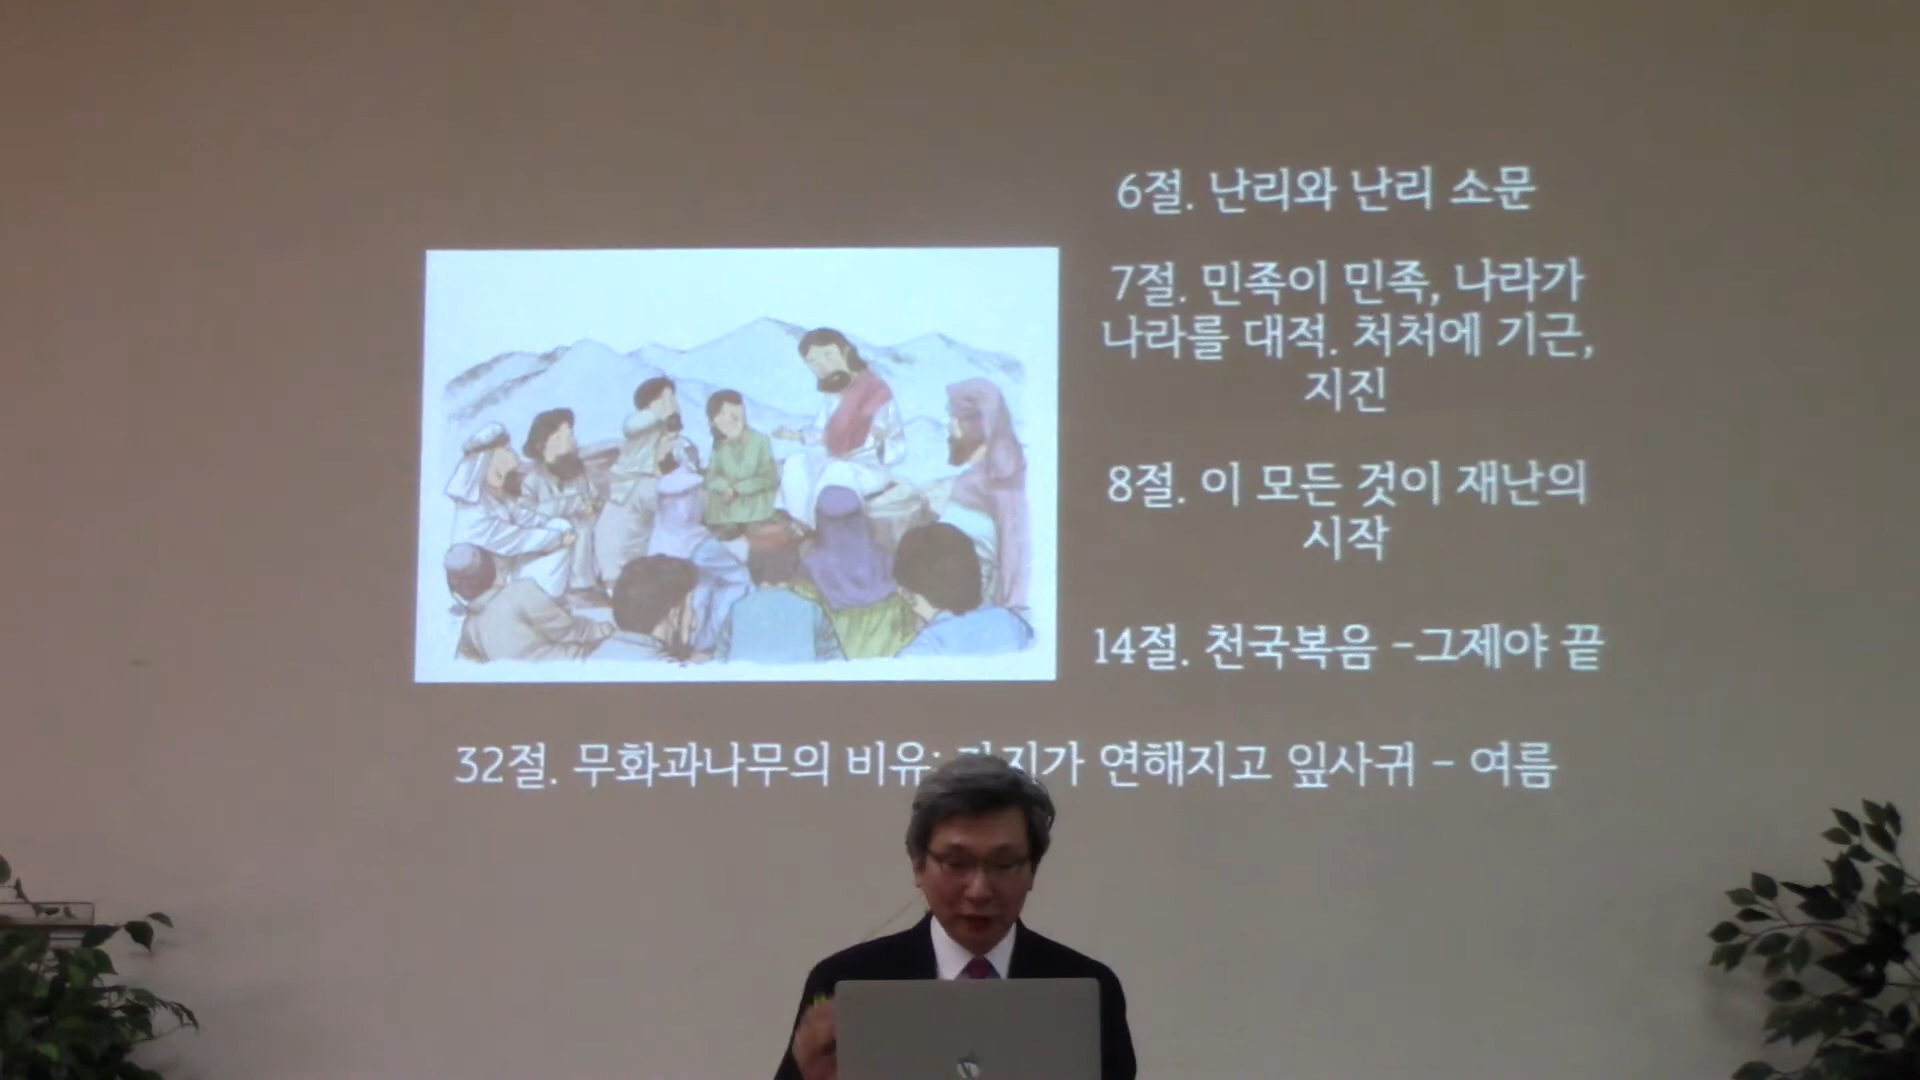 6절. 난리와 난리 소문
7절. 민족이 민족, 나라가
나라를 대적. 처처에 기근,
지진
8절. 이 모든 것이 재난의
시작
14절. 천국복음 -그제야 끝
32절. 무화과나무의 비유: 연해지고 잎사귀 - 여름